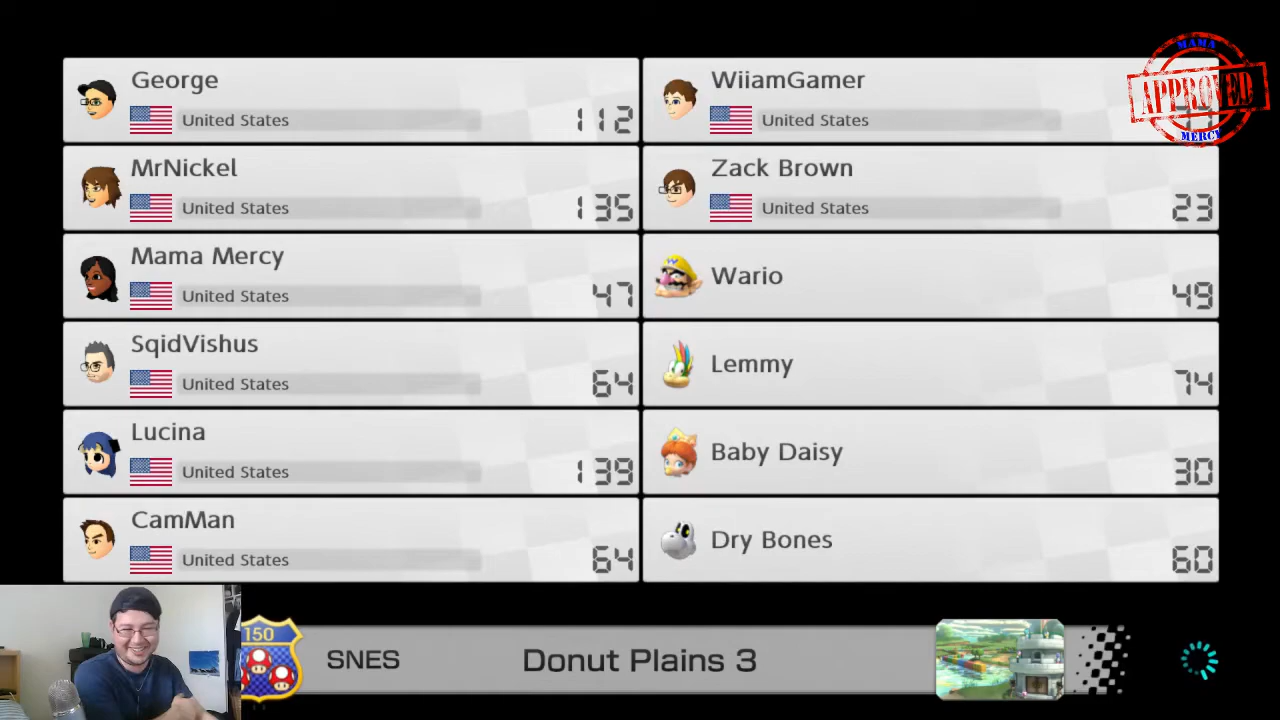 George
United States
112
MrNickel
United States
135
Mama Mercy
United States
47
SqidVishus
United States
64
Lucina
United States
139
CamMan
United States
64
WiiamGamer
United States
MAMA
APPROVED
MERCY
Zack Brown
United States
23
Wario
49
Lemmy
74
Baby Daisy
30
Dry Bones
60
150
SNES
Donut Plains 3